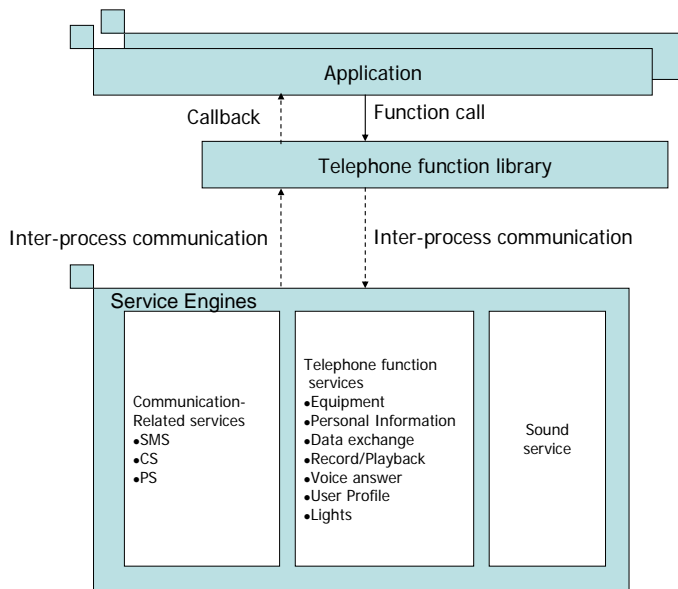 Application
Callback
Function call
Telephone function library
Inter-process communication
Inter-process communication
Service Engines
Communication-
Related services
●SMS
●CS
●PS
Telephone function
services
●Equipment
●Personal Information
●Data exchange
●Record/Playback
●Voice answer
●User Profile
●Lights
Sound
service